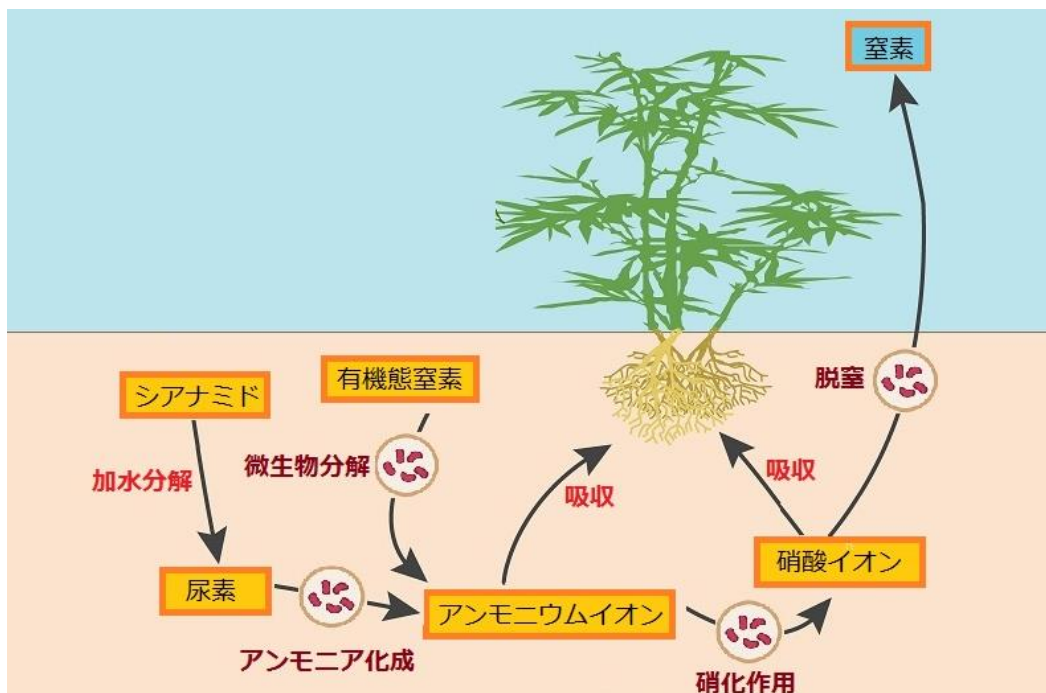 窒素
脱窒
シアナミド
有機態窒素
加水分解
微生物分解
吸収
吸収
尿素
アンモニア化成
アンモニウムイオン
硝酸イオン
硝化作用